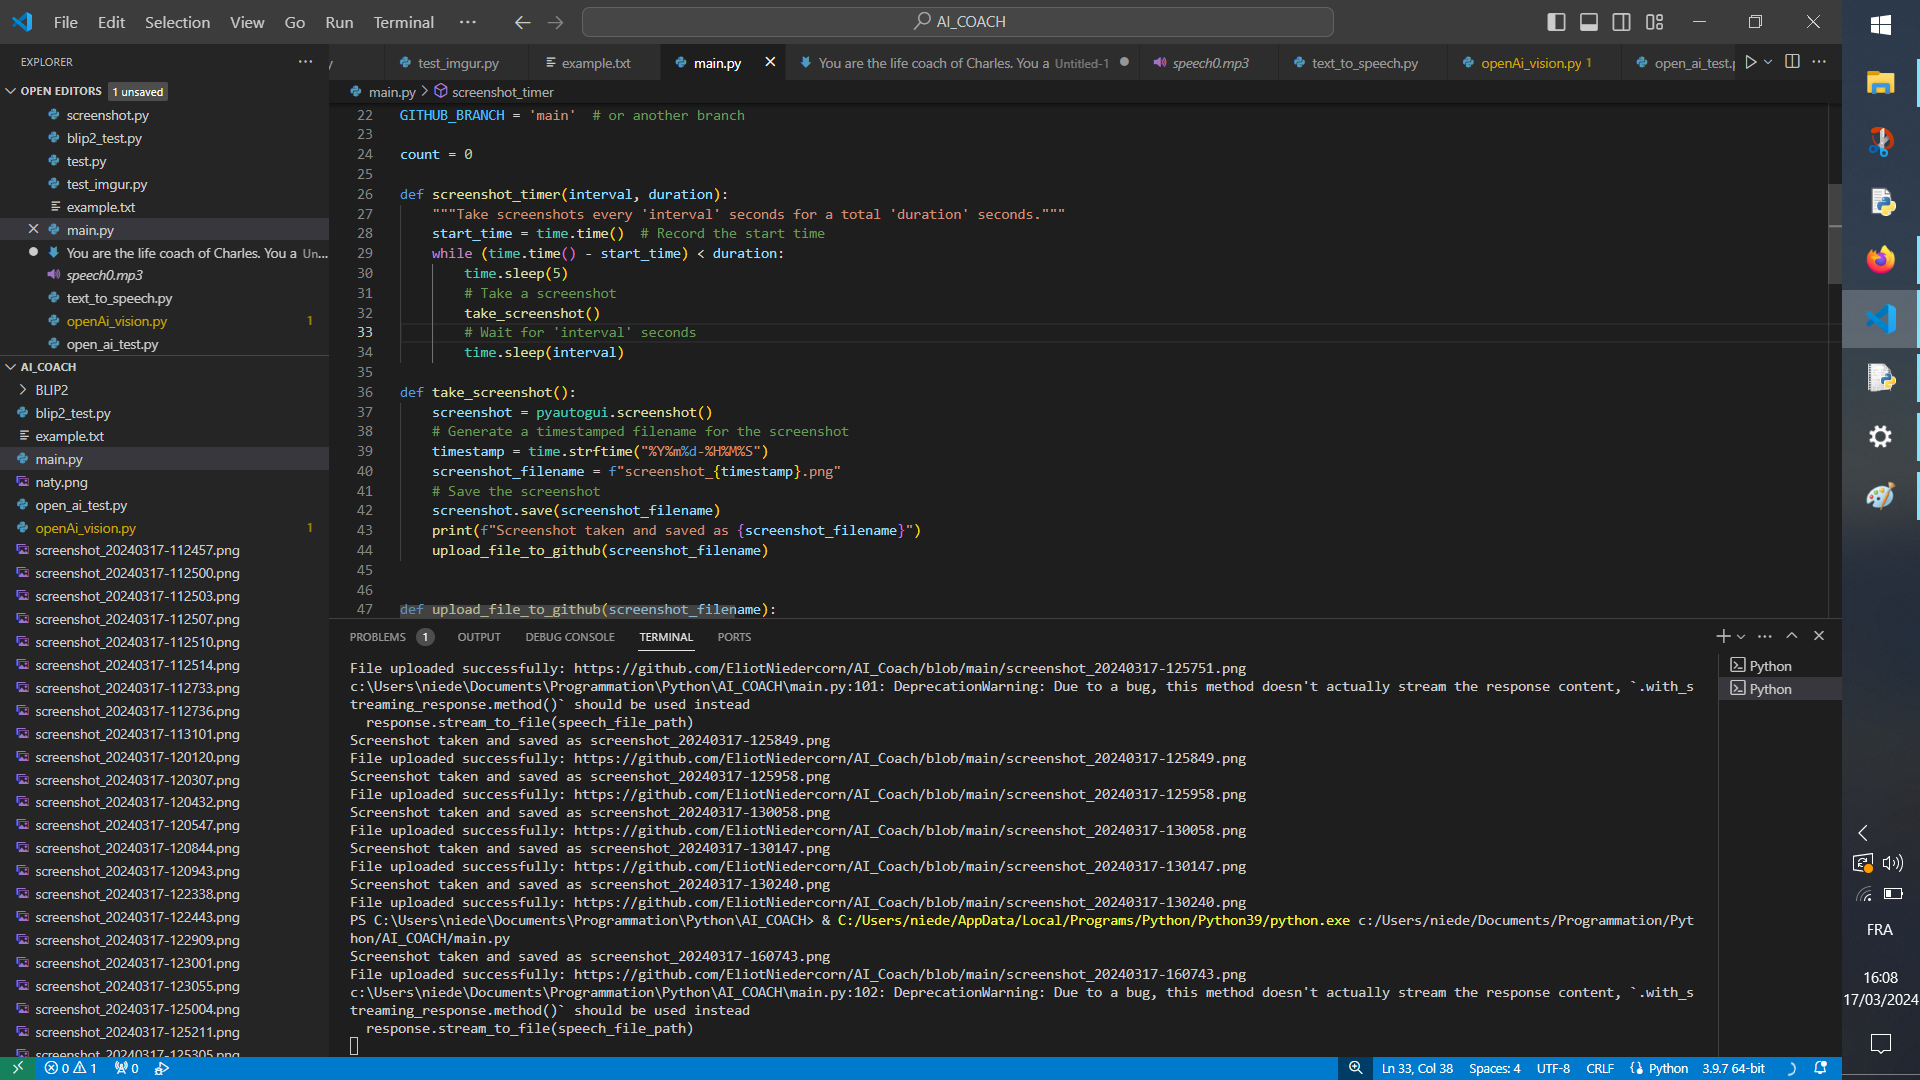 File Edit Selection View Go Run Terminal ··· AI_COACH
EXPLORER
OPEN EDITORS 1 unsaved
screenshot.py
blip2_test.py
test.py
test_imgur.py
example.txt
main.py
You are the life coach of Charles. You a Un...
speech0.mp3
text_to_speech.py
openAi_vision.py 1
open_ai_test.py
AI_COACH
BLIP2
blip2_test.py
example.txt
main.py
naty.png
open_ai_test.py
openAi_vision.py 1
screenshot_20240317-112457.png
screenshot_20240317-112500.png
screenshot_20240317-112503.png
screenshot_20240317-112507.png
screenshot_20240317-112510.png
screenshot_20240317-112514.png
screenshot_20240317-112733.png
screenshot_20240317-112736.png
screenshot_20240317-113101.png
screenshot_20240317-120120.png
screenshot_20240317-120307.png
screenshot_20240317-120432.png
screenshot_20240317-120547.png
screenshot_20240317-120844.png
screenshot_20240317-120943.png
screenshot_20240317-122338.png
screenshot_20240317-122443.png
screenshot_20240317-122909.png
screenshot_20240317-123001.png
screenshot_20240317-123055.png
screenshot_20240317-125004.png
screenshot_20240317-125211.png
screenshot_20240317-125305.png
test_imgur.py example.txt main.py You are the life coach of Charles. You a Untitled-1 speech0.mp3 text_to_speech.py openAi_vision.py 1 open_ai_test.p
main.py > screenshot_timer
22 GITHUB_BRANCH = 'main'  # or another branch
23
24 count = 0
25
26 def screenshot_timer(interval, duration):
27     """Take screenshots every 'interval' seconds for a total 'duration' seconds."""
28     start_time = time.time()  # Record the start time
29     while (time.time() - start_time) < duration:
30         time.sleep(5)
31         # Take a screenshot
32         take_screenshot()
33         # Wait for 'interval' seconds
34         time.sleep(interval)
35
36 def take_screenshot():
37     screenshot = pyautogui.screenshot()
38     # Generate a timestamped filename for the screenshot
39     timestamp = time.strftime("%Y%m%d-%H%M%S")
40     screenshot_filename = f"screenshot_{timestamp}.png"
41     # Save the screenshot
42     screenshot.save(screenshot_filename)
43     print(f"Screenshot taken and saved as {screenshot_filename}")
44     upload_file_to_github(screenshot_filename)
45
46
47 def upload_file_to_github(screenshot_filename):
PROBLEMS 1 OUTPUT DEBUG CONSOLE TERMINAL PORTS
File uploaded successfully: https://github.com/EliotNiedercorn/AI_Coach/blob/main/screenshot_20240317-125751.png
c:\Users\niede\Documents\Programmation\Python\AI_COACH\main.py:101: DeprecationWarning: Due to a bug, this method doesn't actually stream the response content, `.with_s
treaming_response.method()` should be used instead
  response.stream_to_file(speech_file_path)
Screenshot taken and saved as screenshot_20240317-125849.png
File uploaded successfully: https://github.com/EliotNiedercorn/AI_Coach/blob/main/screenshot_20240317-125849.png
Screenshot taken and saved as screenshot_20240317-125958.png
File uploaded successfully: https://github.com/EliotNiedercorn/AI_Coach/blob/main/screenshot_20240317-125958.png
Screenshot taken and saved as screenshot_20240317-130058.png
File uploaded successfully: https://github.com/EliotNiedercorn/AI_Coach/blob/main/screenshot_20240317-130058.png
Screenshot taken and saved as screenshot_20240317-130147.png
File uploaded successfully: https://github.com/EliotNiedercorn/AI_Coach/blob/main/screenshot_20240317-130147.png
Screenshot taken and saved as screenshot_20240317-130240.png
File uploaded successfully: https://github.com/EliotNiedercorn/AI_Coach/blob/main/screenshot_20240317-130240.png
PS C:\Users\niede\Documents\Programmation\Python\AI_COACH> & C:/Users/niede/AppData/Local/Programs/Python/Python39/python.exe c:/Users/niede/Documents/Programmation/Pyt
hon/AI_COACH/main.py
Screenshot taken and saved as screenshot_20240317-160743.png
File uploaded successfully: https://github.com/EliotNiedercorn/AI_Coach/blob/main/screenshot_20240317-160743.png
c:\Users\niede\Documents\Programmation\Python\AI_COACH\main.py:102: DeprecationWarning: Due to a bug, this method doesn't actually stream the response content, `.with_s
treaming_response.method()` should be used instead
  response.stream_to_file(speech_file_path)
Python
Python
0 1 0 Ln 33, Col 38 Spaces: 4 UTF-8 CRLF Python 3.9.7 64-bit
FRA
16:08
17/03/2024